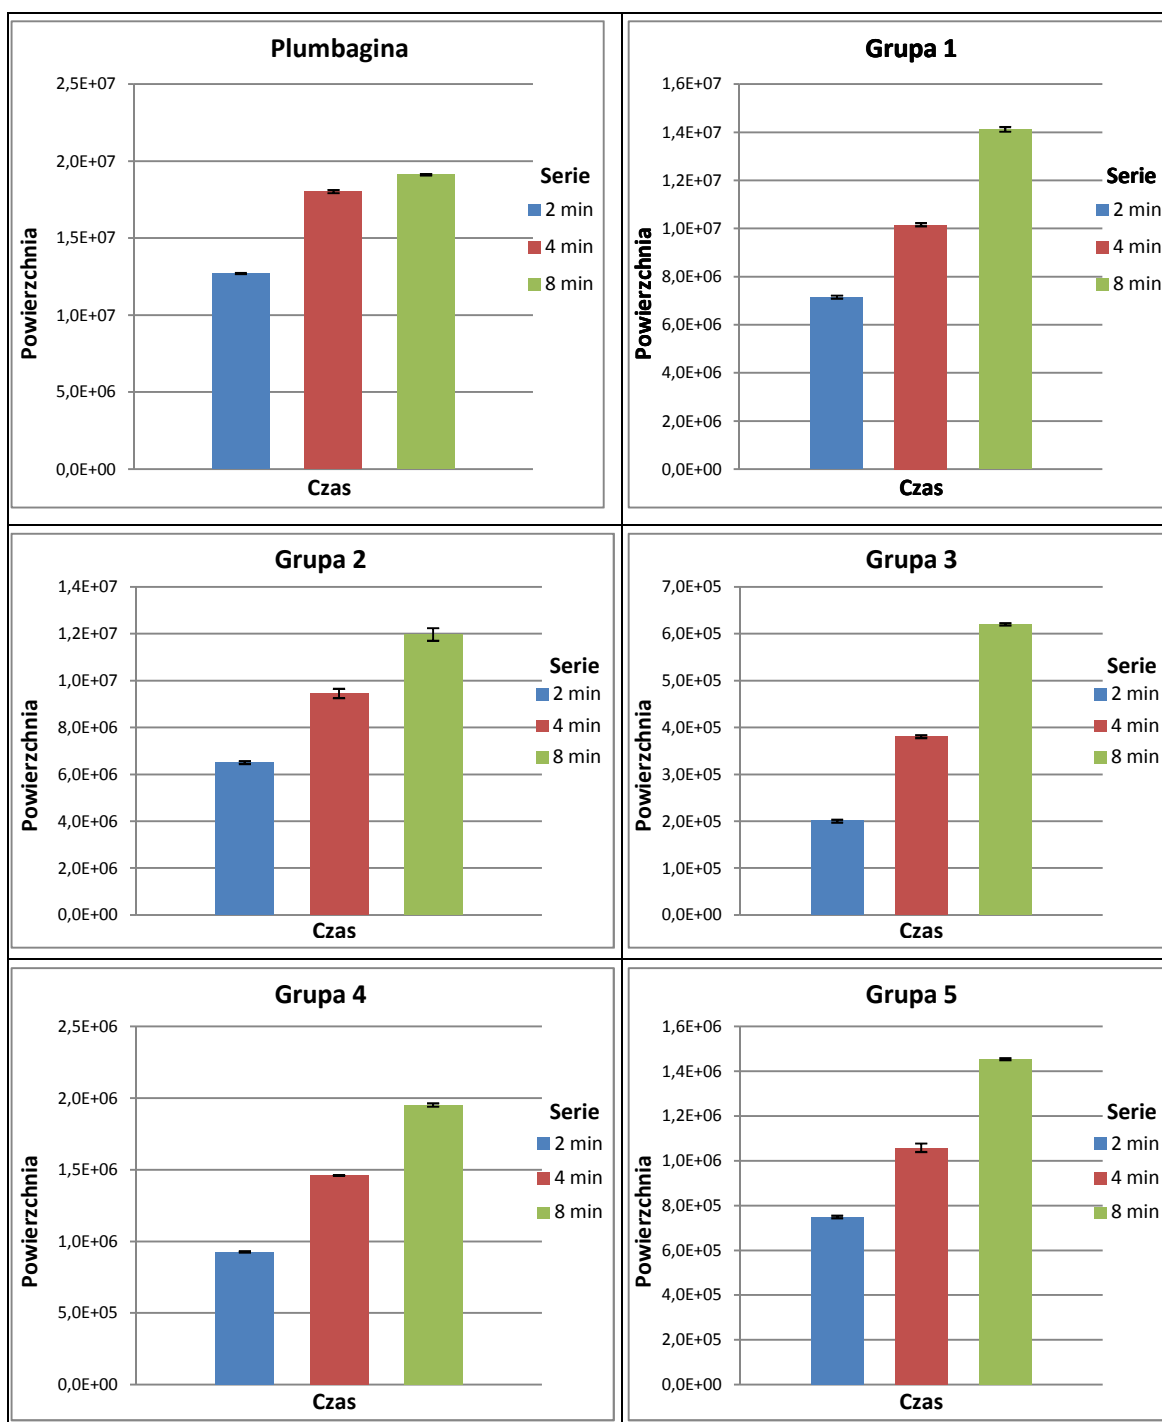 Plumbagina
2,5E+07
2,0E+07
1,5E+07
1,0E+07
5,0E+06
0,0E+00
Powierzchnia
Czas
Serie
2 min
4 min
8 min
Grupa 1
1,6E+07
1,4E+07
1,2E+07
1,0E+07
8,0E+06
6,0E+06
4,0E+06
2,0E+06
0,0E+00
Powierzchnia
Czas
Serie
2 min
4 min
8 min
Grupa 2
1,4E+07
1,2E+07
1,0E+07
8,0E+06
6,0E+06
4,0E+06
2,0E+06
0,0E+00
Powierzchnia
Czas
Serie
2 min
4 min
8 min
Grupa 3
7,0E+05
6,0E+05
5,0E+05
4,0E+05
3,0E+05
2,0E+05
1,0E+05
0,0E+00
Powierzchnia
Czas
Serie
2 min
4 min
8 min
Grupa 4
2,5E+06
2,0E+06
1,5E+06
1,0E+06
5,0E+05
0,0E+00
Powierzchnia
Czas
Serie
2 min
4 min
8 min
Grupa 5
1,6E+06
1,4E+06
1,2E+06
1,0E+06
8,0E+05
6,0E+05
4,0E+05
2,0E+05
0,0E+00
Powierzchnia
Czas
Serie
2 min
4 min
8 min